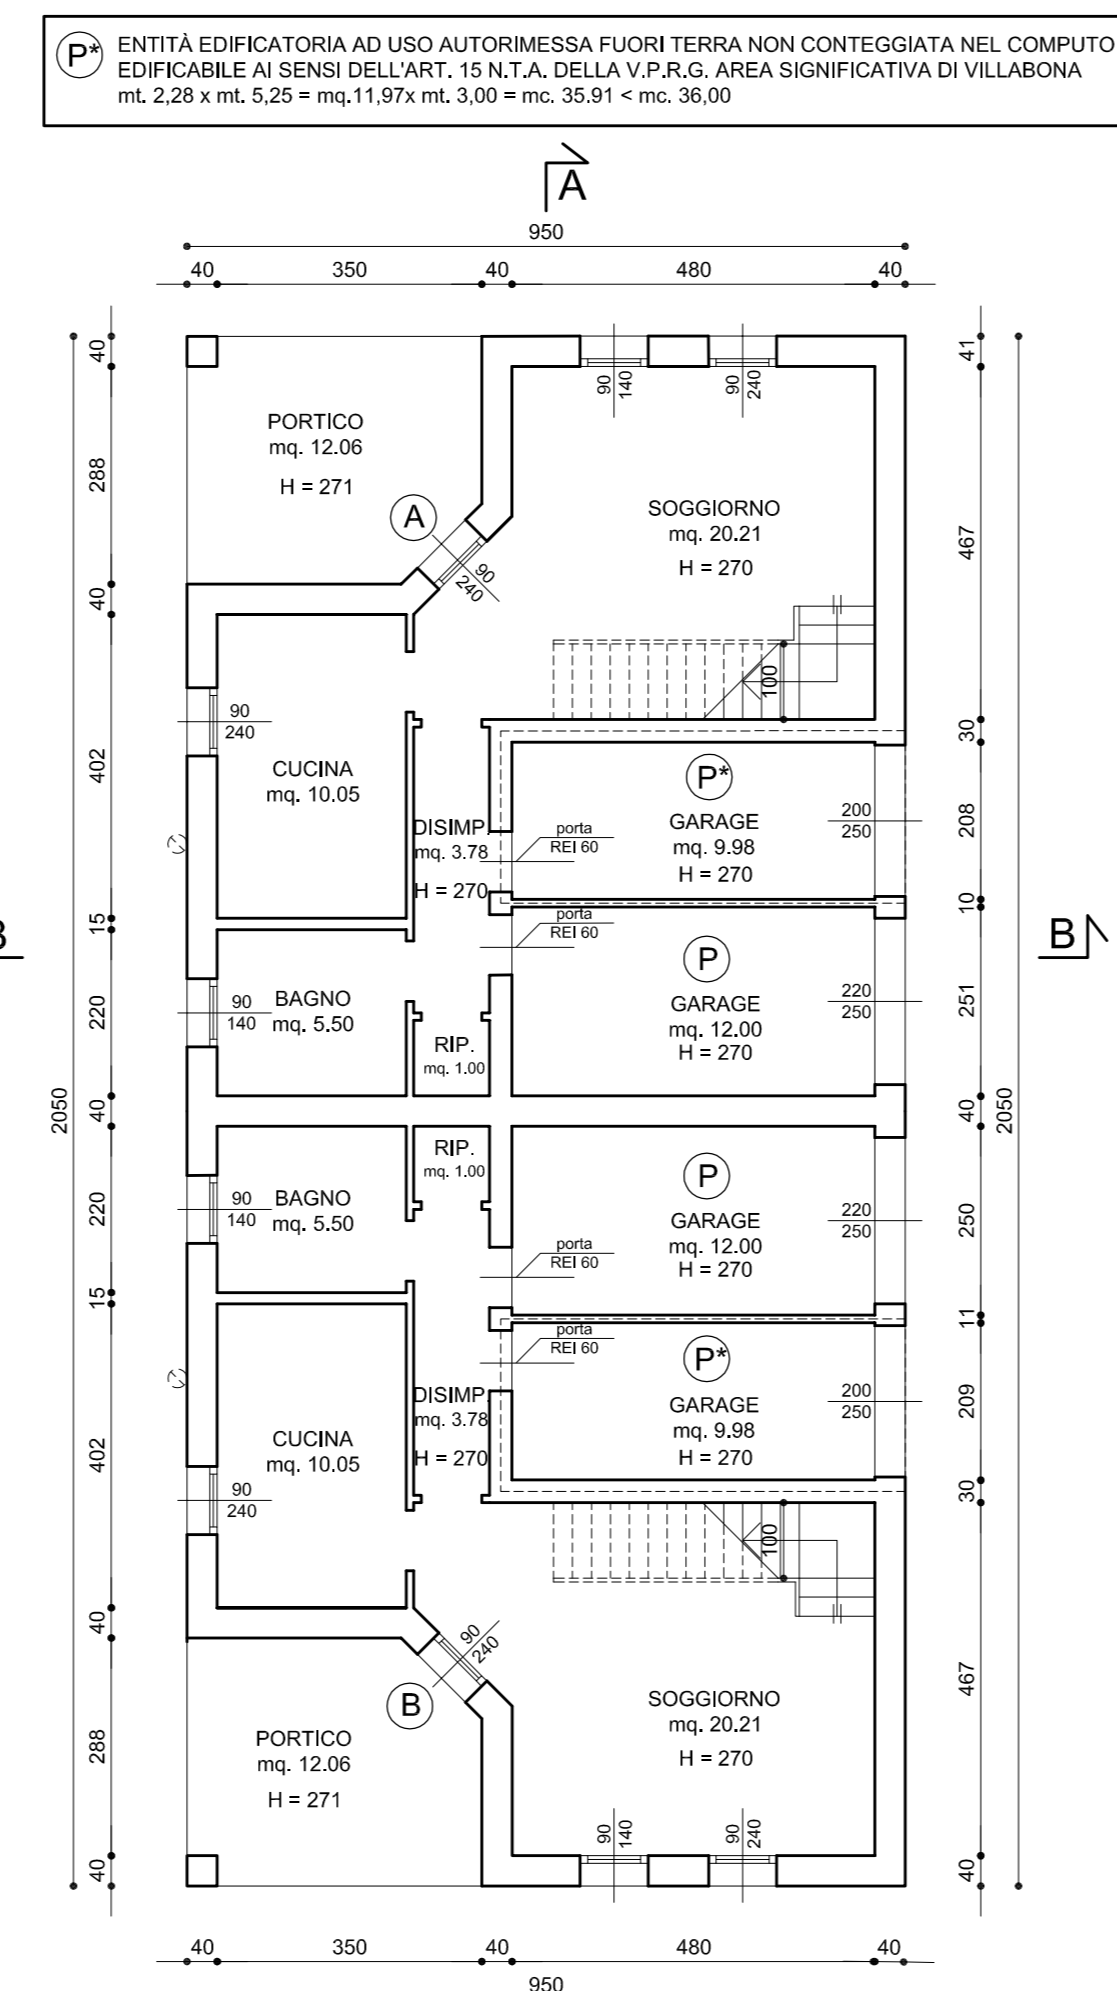 P* ENTITÀ EDIFICATORIA AD USO AUTORIMESSA FUORI TERRA NON CONTEGGIATA NEL COMPUTO
EDIFICABILE AI SENSI DELL'ART. 15 N.T.A. DELLA V.P.R.G. AREA SIGNIFICATIVA DI VILLABONA
mt. 2,28 x mt. 5,25 = mq.11,97x mt. 3,00 = mc. 35.91 < mc. 36,00
A
950
40 350 40 480 40
40
41
90 140
90 240
PORTICO
mq. 12.06
H = 271
288
A
90 240
SOGGIORNO
mq. 20.21
H = 270
467
40
100
90
240
30
402
CUCINA
mq. 10.05
P*
GARAGE
mq. 9.98
H = 270
200
250
208
DISIMP.
mq. 3.78
H = 270
porta
REI 60
10
15
porta
REI 60
B
P
GARAGE
mq. 12.00
H = 270
220
250
251
90
140
BAGNO
mq. 5.50
220
RIP.
mq. 1.00
2050
40
40
2050
RIP.
mq. 1.00
P
GARAGE
mq. 12.00
H = 270
220
250
250
90
140
BAGNO
mq. 5.50
220
porta
REI 60
15
11
porta
REI 60
P*
GARAGE
mq. 9.98
H = 270
200
250
209
DISIMP.
mq. 3.78
H = 270
CUCINA
mq. 10.05
402
90
240
30
100
40
90 240
B
SOGGIORNO
mq. 20.21
H = 270
467
PORTICO
mq. 12.06
H = 271
288
90 140
90 240
40
40
40 350 40 480 40
950